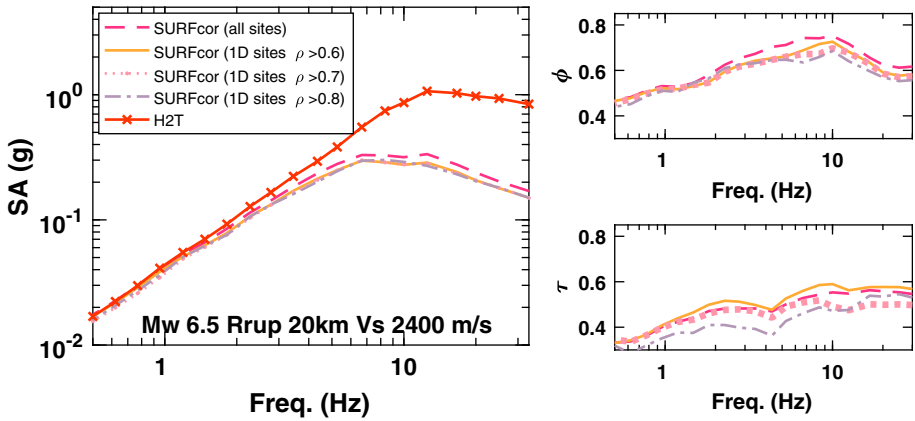 SURFcor (all sites)
SURFcor (1D sites ρ >0.6)
SURFcor (1D sites ρ >0.7)
SURFcor (1D sites ρ >0.8)
H2T
10^0
10^-1
10^-2
SA (g)
Mw 6.5 Rrup 20km Vs 2400 m/s
1 10
Freq. (Hz)
0.8
0.6
0.4
ϕ
1 10
Freq. (Hz)
0.8
0.6
0.4
τ
1 10
Freq. (Hz)